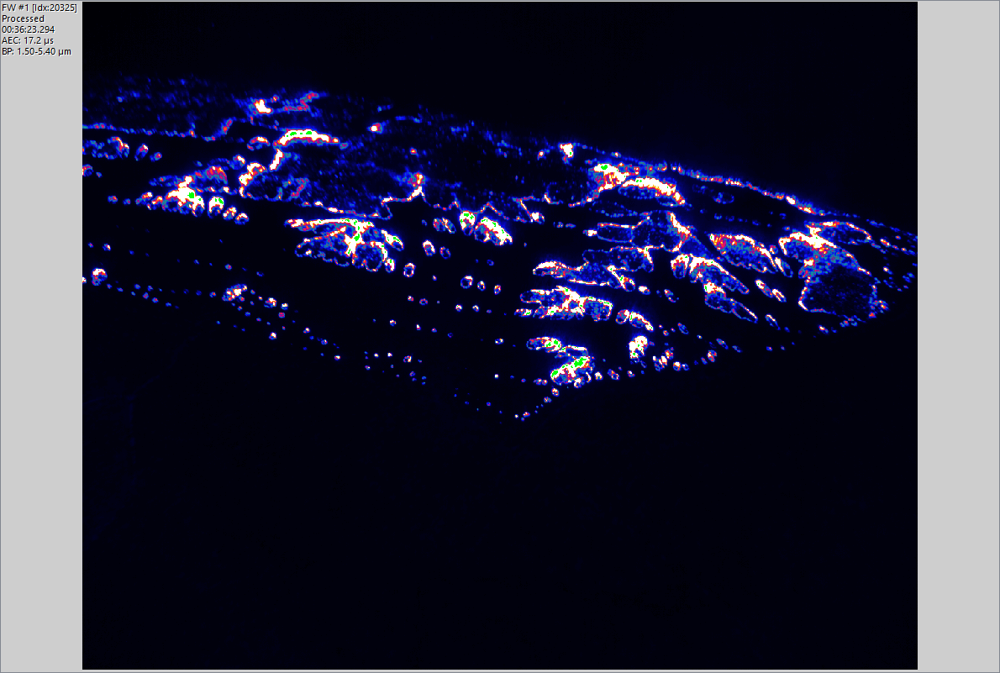 FW #1 [Idx:20325]
Processed
00:36:23.294
AEC: 17.2 µs
BP: 1.50-5.40 µm